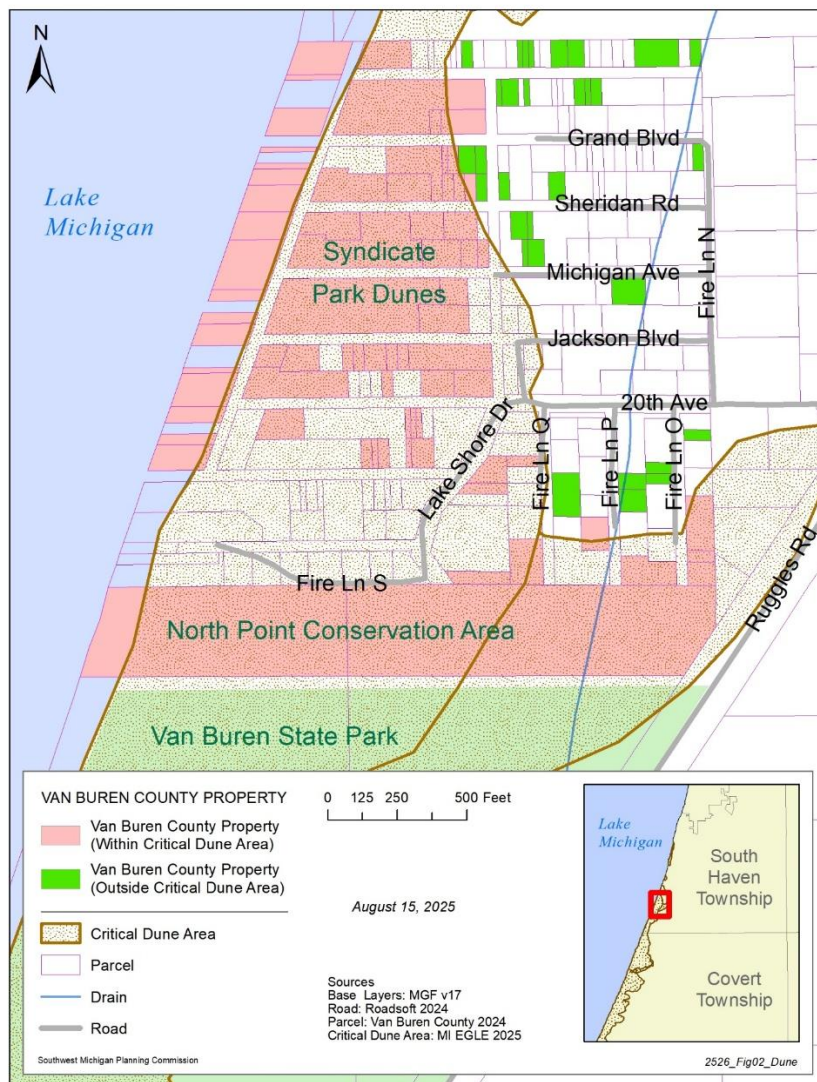 N
Lake
Michigan
Grand Blvd
Sheridan Rd
Syndicate
Park Dunes
Michigan Ave
Fire Ln N
Jackson Blvd
20th Ave
Lake Shore Dr
Fire Ln Q
Fire Ln P
Fire Ln O
Fire Ln S
Ruggles Rd
North Point Conservation Area
Van Buren State Park
VAN BUREN COUNTY PROPERTY
Van Buren County Property
(Within Critical Dune Area)
Van Buren County Property
(Outside Critical Dune Area)
Critical Dune Area
Parcel
Drain
Road
Southwest Michigan Planning Commission
0 125 250 500 Feet
August 15, 2025
Sources
Base Layers: MGF v17
Road: Roadsoft 2024
Parcel: Van Buren County 2024
Critical Dune Area: MI EGLE 2025
Lake
Michigan
South
Haven
Township
Covert
Township
2526_Fig02_Dune